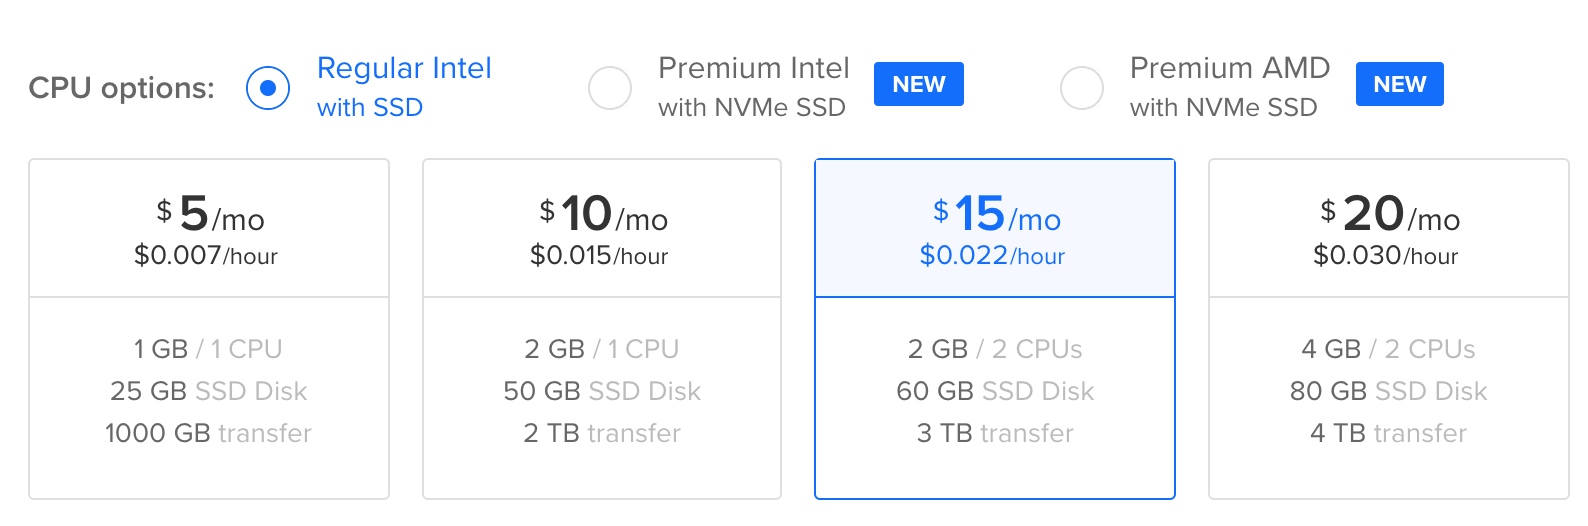 CPU options:
Regular Intel
with SSD
Premium Intel
with NVMe SSD
NEW
Premium AMD
with NVMe SSD
NEW
$5/mo
$0.007/hour
1 GB / 1 CPU
25 GB SSD Disk
1000 GB transfer
$10/mo
$0.015/hour
2 GB / 1 CPU
50 GB SSD Disk
2 TB transfer
$15/mo
$0.022/hour
2 GB / 2 CPUs
60 GB SSD Disk
3 TB transfer
$20/mo
$0.030/hour
4 GB / 2 CPUs
80 GB SSD Disk
4 TB transfer